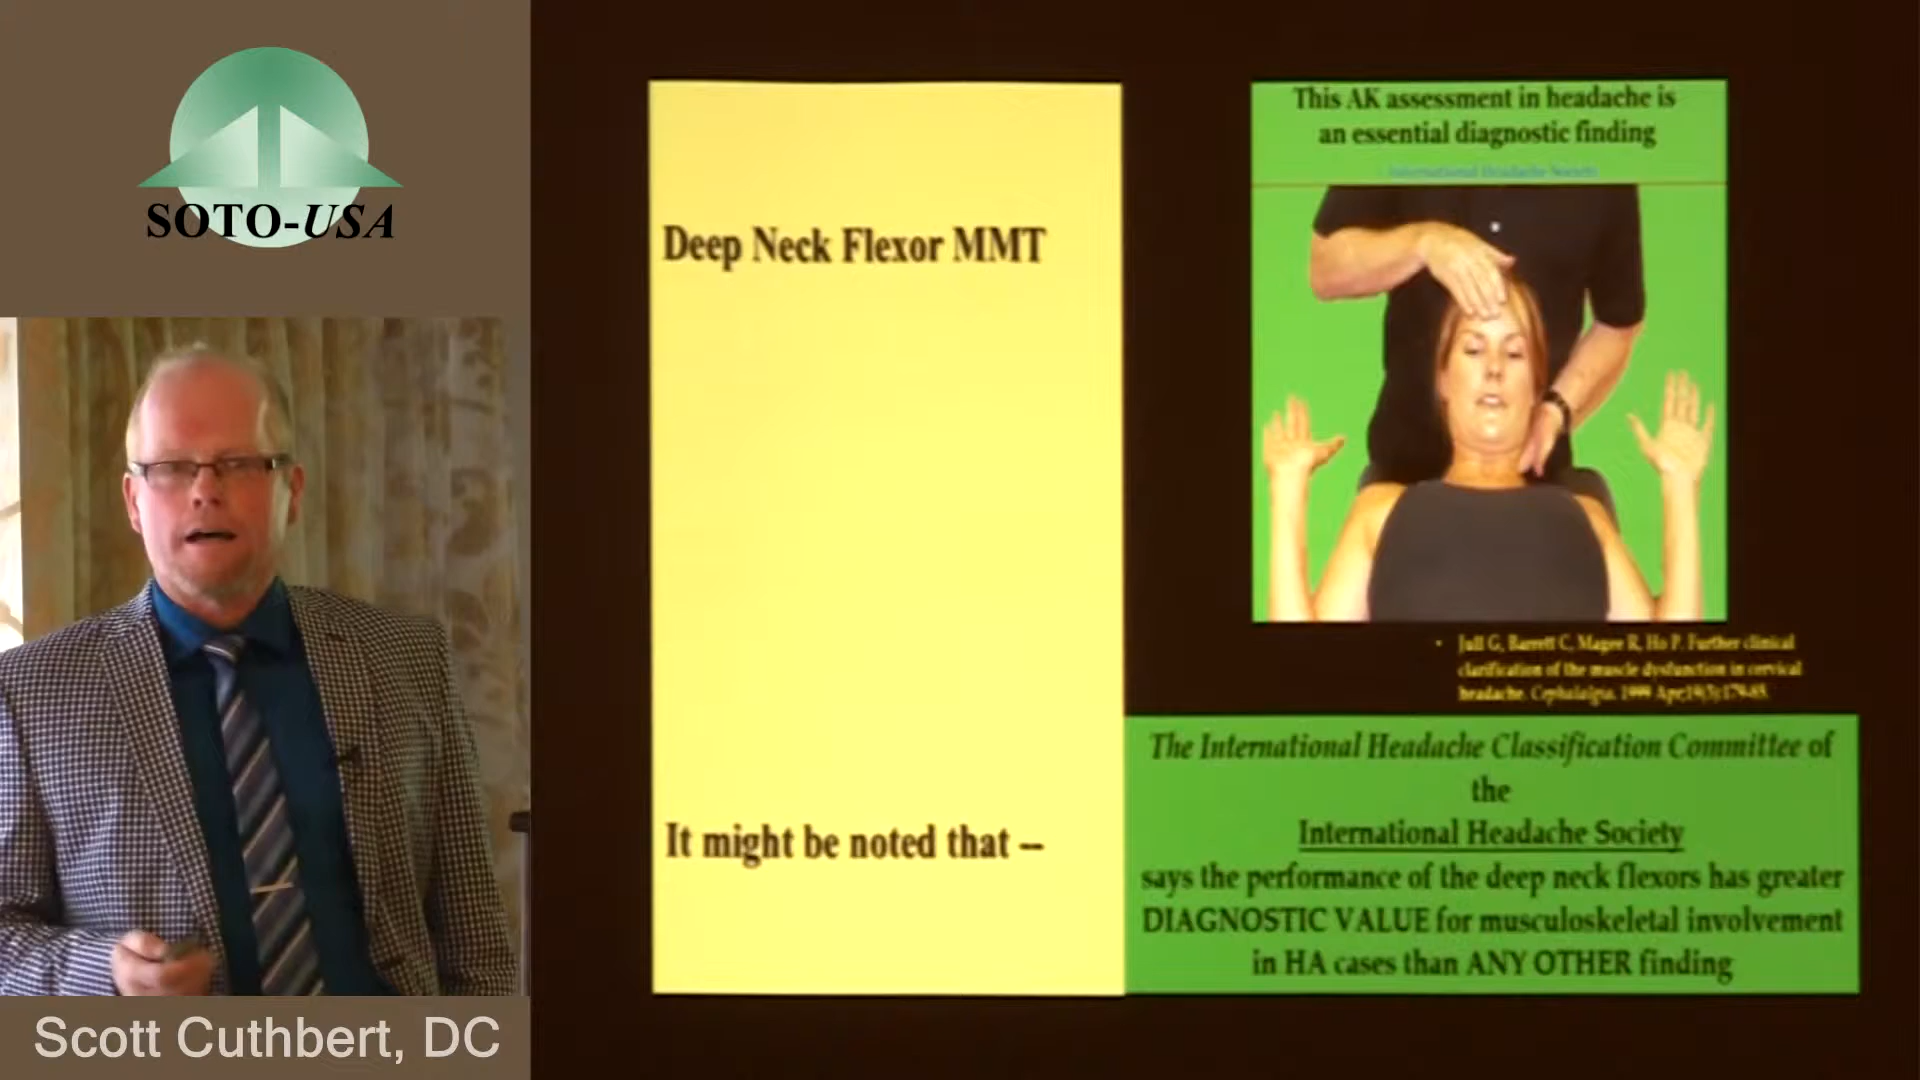 SOTO-USA
Scott Cuthbert, DC
Deep Neck Flexor MMT
It might be noted that --
This AK assessment in headache is
an essential diagnostic finding
- International Headache Society
• Jull G, Barrett C, Magee R, Ho P. Further clinical
clarification of the muscle dysfunction in cervical
headache. Cephalalgia. 1999 Apr;19(3):179-85.
The International Headache Classification Committee of
the
International Headache Society
says the performance of the deep neck flexors has greater
DIAGNOSTIC VALUE for musculoskeletal involvement
in HA cases than ANY OTHER finding